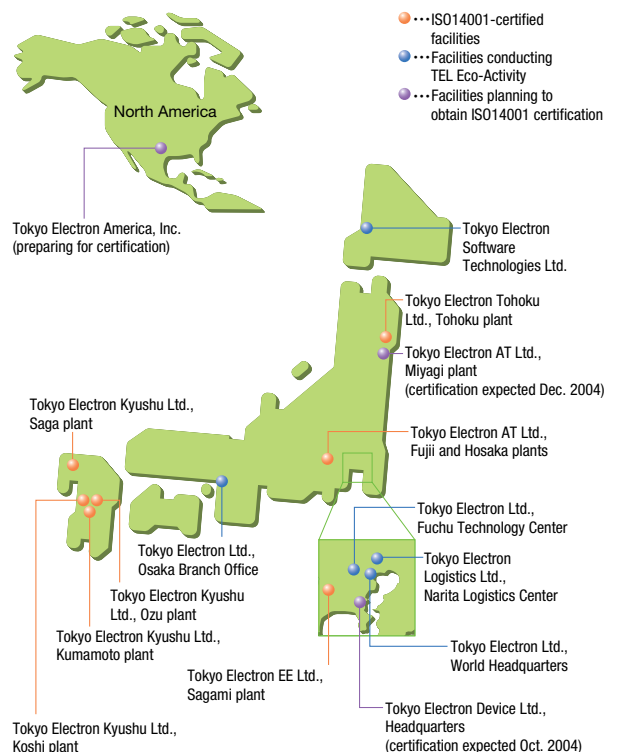 •••ISO14001-certified
facilities
•••Facilities conducting
TEL Eco-Activity
•••Facilities planning to
obtain ISO14001 certification
North America
Tokyo Electron America, Inc.
(preparing for certification)
Tokyo Electron
Software
Technologies Ltd.
Tokyo Electron Tohoku
Ltd., Tohoku plant
Tokyo Electron AT Ltd.,
Miyagi plant
(certification expected Dec. 2004)
Tokyo Electron Kyushu Ltd.,
Saga plant
Tokyo Electron AT Ltd.,
Fujii and Hosaka plants
Tokyo Electron Ltd.,
Fuchu Technology Center
Tokyo Electron Ltd.,
Osaka Branch Office
Tokyo Electron
Logistics Ltd.,
Narita Logistics Center
Tokyo Electron Kyushu
Ltd., Ozu plant
Tokyo Electron Kyushu Ltd.,
Kumamoto plant
Tokyo Electron Ltd.,
World Headquarters
Tokyo Electron EE Ltd.,
Sagami plant
Tokyo Electron Device Ltd.,
Headquarters
(certification expected Oct. 2004)
Tokyo Electron Kyushu Ltd.,
Koshi plant